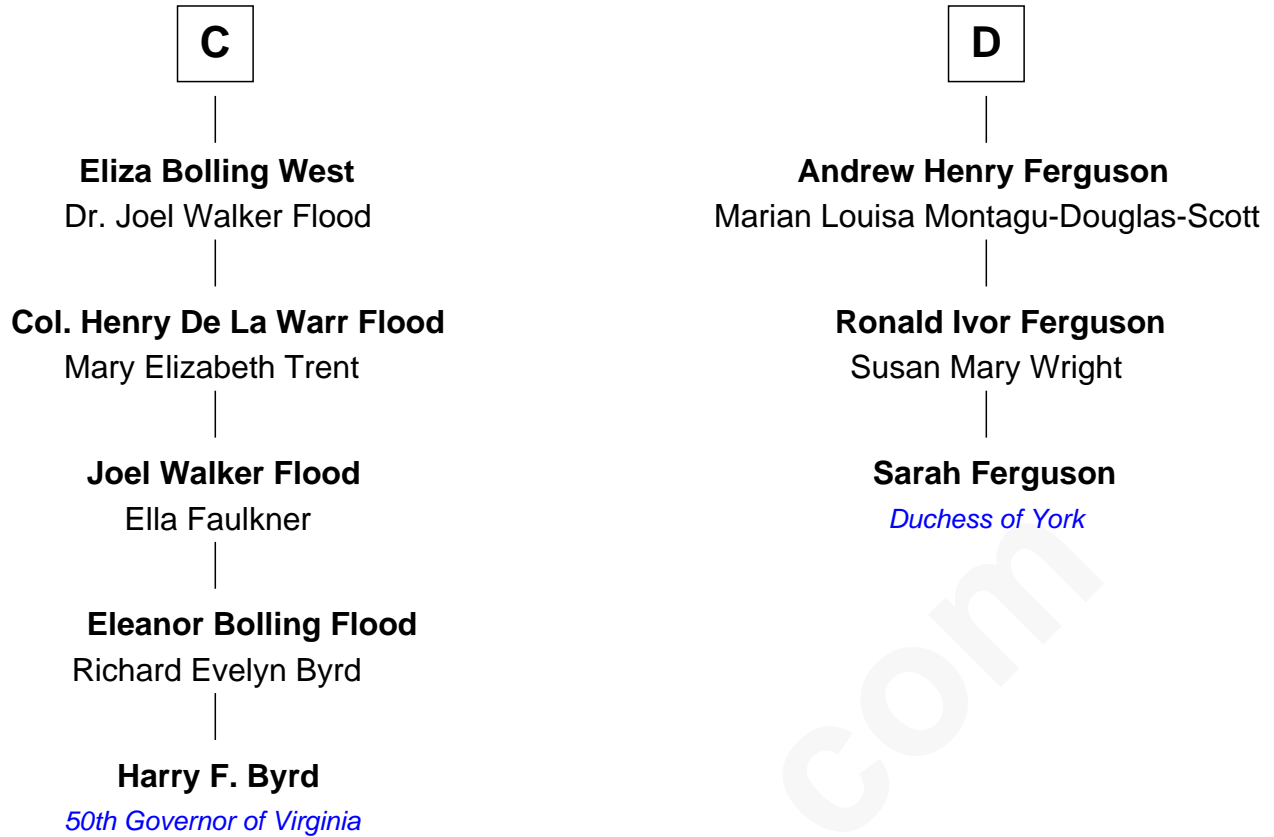 C
Eliza Bolling West
Dr. Joel Walker Flood
Col. Henry De La Warr Flood
Mary Elizabeth Trent
Joel Walker Flood
Ella Faulkner
Eleanor Bolling Flood
Richard Evelyn Byrd
Harry F. Byrd
50th Governor of Virginia
D
Andrew Henry Ferguson
Marian Louisa Montagu-Douglas-Scott
Ronald Ivor Ferguson
Susan Mary Wright
Sarah Ferguson
Duchess of York
com